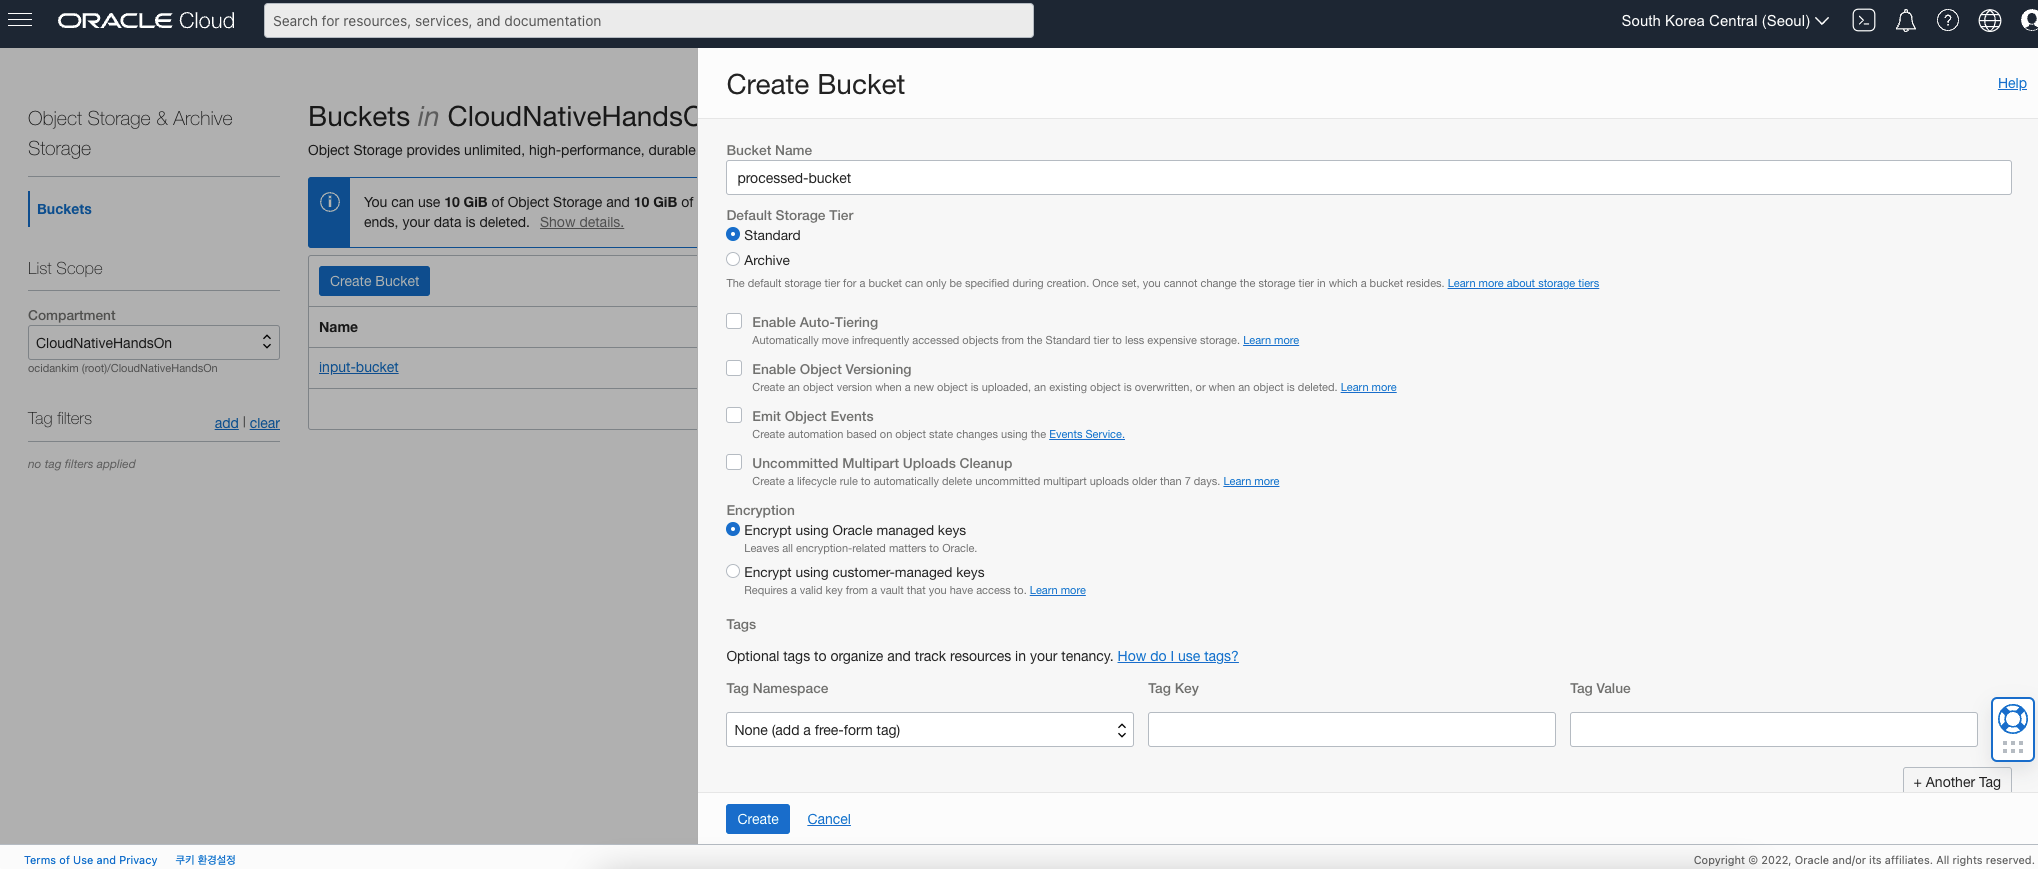 ORACLE Cloud
Search for resources, services, and documentation
South Korea Central (Seoul)
Object Storage & Archive
Storage
Buckets
List Scope
Compartment
CloudNativeHandsOn
ocidankim (root)/CloudNativeHandsOn
Tag filters
add | clear
no tag filters applied
Buckets in CloudNativeHandsO
Object Storage provides unlimited, high-performance, durable
You can use 10 GiB of Object Storage and 10 GiB of
ends, your data is deleted. Show details.
Create Bucket
Name
input-bucket
Create Bucket
Help
Bucket Name
processed-bucket
Default Storage Tier
Standard
Archive
The default storage tier for a bucket can only be specified during creation. Once set, you cannot change the storage tier in which a bucket resides. Learn more about storage tiers
Enable Auto-Tiering
Automatically move infrequently accessed objects from the Standard tier to less expensive storage. Learn more
Enable Object Versioning
Create an object version when a new object is uploaded, an existing object is overwritten, or when an object is deleted. Learn more
Emit Object Events
Create automation based on object state changes using the Events Service.
Uncommitted Multipart Uploads Cleanup
Create a lifecycle rule to automatically delete uncommitted multipart uploads older than 7 days. Learn more
Encryption
Encrypt using Oracle managed keys
Leaves all encryption-related matters to Oracle.
Encrypt using customer-managed keys
Requires a valid key from a vault that you have access to. Learn more
Tags
Optional tags to organize and track resources in your tenancy. How do I use tags?
Tag Namespace
Tag Key
Tag Value
None (add a free-form tag)
+ Another Tag
Create
Cancel
Terms of Use and Privacy
쿠키 환경설정
Copyright © 2022, Oracle and/or its affiliates. All rights reserved.